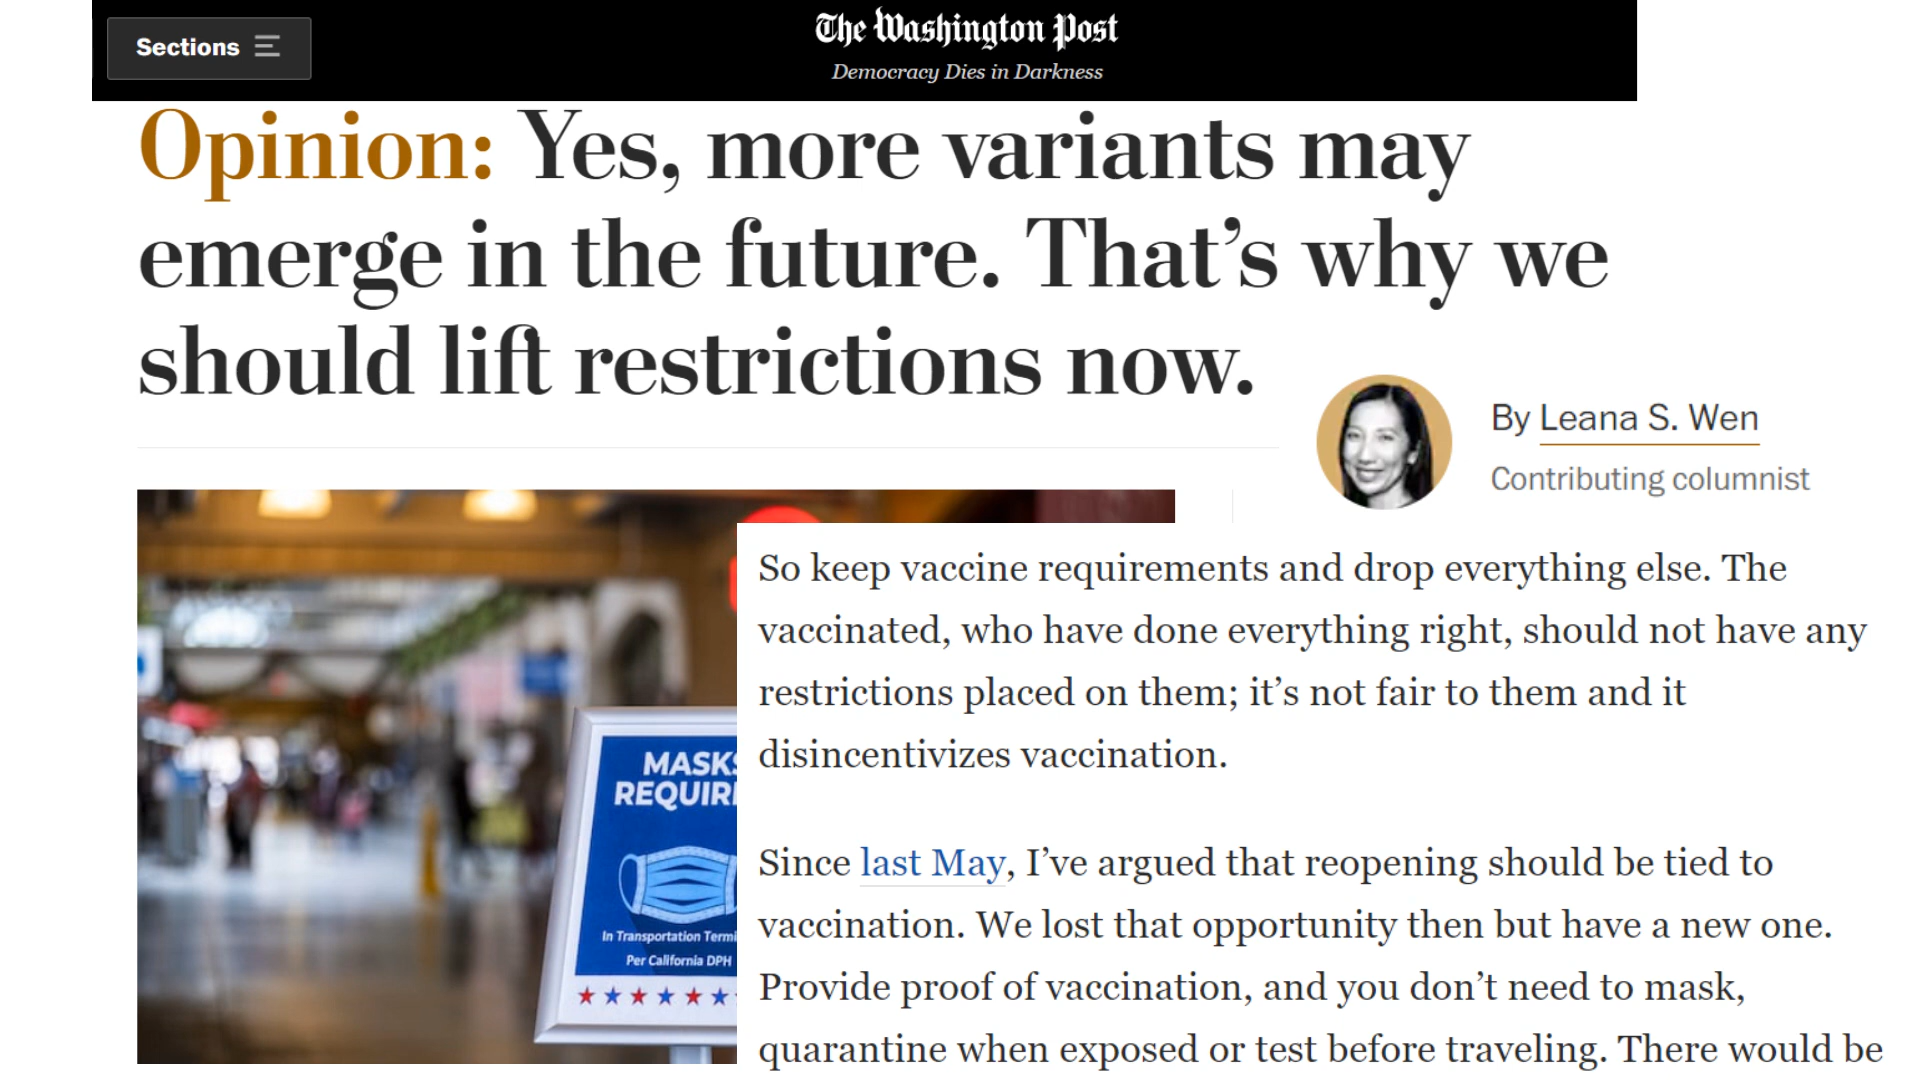 Sections
The Washington Post
Democracy Dies in Darkness
Opinion: Yes, more variants may
emerge in the future. That’s why we
should lift restrictions now.
By Leana S. Wen
Contributing columnist
MASKS
REQUIR
In Transportation Termi
Per California DPH
So keep vaccine requirements and drop everything else. The
vaccinated, who have done everything right, should not have any
restrictions placed on them; it’s not fair to them and it
disincentivizes vaccination.
Since last May, I’ve argued that reopening should be tied to
vaccination. We lost that opportunity then but have a new one.
Provide proof of vaccination, and you don’t need to mask,
quarantine when exposed or test before traveling. There would be